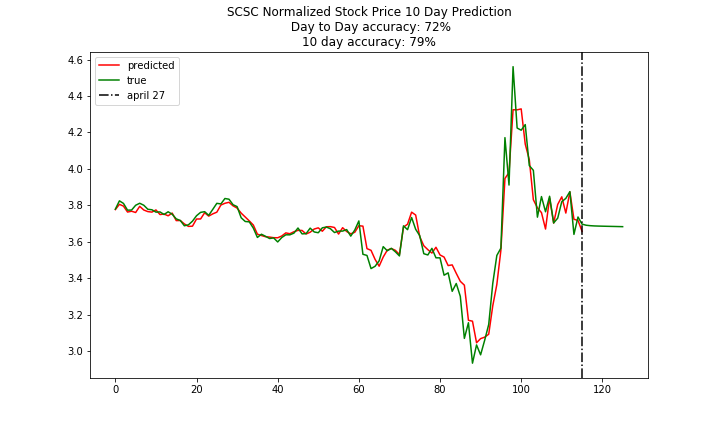 SCSC Normalized Stock Price 10 Day Prediction
Day to Day accuracy: 72%
10 day accuracy: 79%
predicted
true
april 27
4.6
4.4
4.2
4.0
3.8
3.6
3.4
3.2
3.0
0 20 40 60 80 100 120